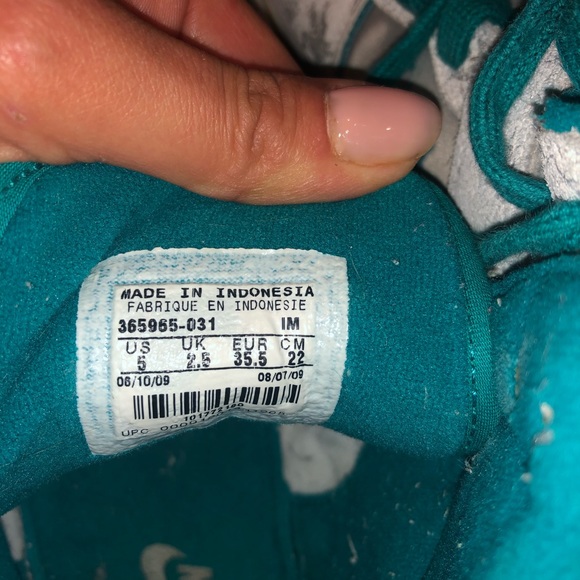 MADE IN INDONESIA
FABRIQUE EN INDONESIE
365965-031 IM
US UK EUR CM
5 2.5 35.5 22
06/10/09 08/07/09
UPC